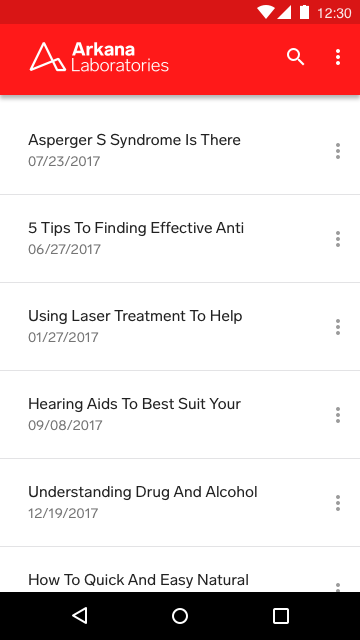 12:30
Arkana
Laboratories
Asperger S Syndrome Is There
07/23/2017
5 Tips To Finding Effective Anti
06/27/2017
Using Laser Treatment To Help
01/27/2017
Hearing Aids To Best Suit Your
09/08/2017
Understanding Drug And Alcohol
12/19/2017
How To Quick And Easy Natural